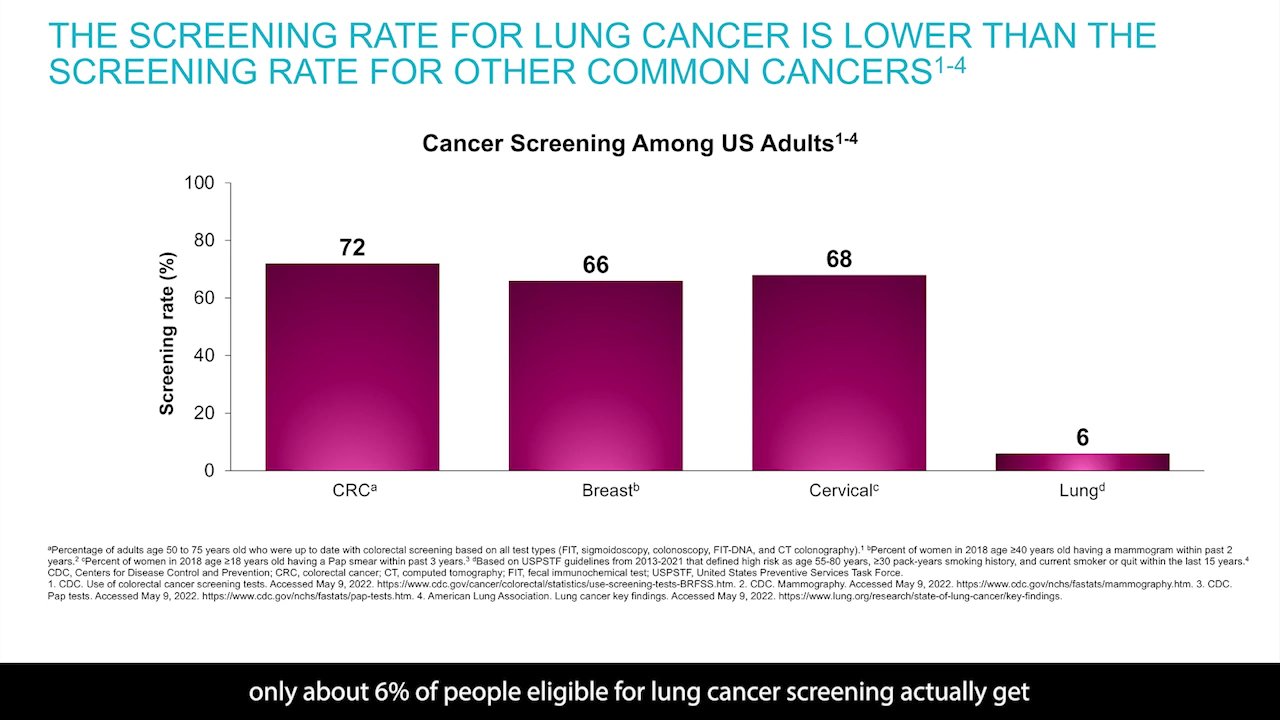 THE SCREENING RATE FOR LUNG CANCER IS LOWER THAN THE
SCREENING RATE FOR OTHER COMMON CANCERS1-4
Cancer Screening Among US Adults1-4
Screening rate (%)
100
80
60
40
20
0
72
66
68
6
CRCa
Breastb
Cervicalc
Lungd
aPercentage of adults age 50 to 75 years old who were up to date with colorectal screening based on all test types (FIT, sigmoidoscopy, colonoscopy, FIT-DNA, and CT colonography).1 bPercent of women in 2018 age ≥40 years old having a mammogram within past 2
years.2 cPercent of women in 2018 age ≥18 years old having a Pap smear within past 3 years.3 dBased on USPSTF guidelines from 2013-2021 that defined high risk as age 55-80 years, ≥30 pack-years smoking history, and current smoker or quit within the last 15 years.4
CDC, Centers for Disease Control and Prevention; CRC, colorectal cancer; CT, computed tomography; FIT, fecal immunochemical test; USPSTF, United States Preventive Services Task Force.
1. CDC. Use of colorectal cancer screening tests. Accessed May 9, 2022. https://www.cdc.gov/cancer/colorectal/statistics/use-screening-tests-BRFSS.htm. 2. CDC. Mammography. Accessed May 9, 2022. https://www.cdc.gov/nchs/fastats/mammography.htm. 3. CDC.
Pap tests. Accessed May 9, 2022. https://www.cdc.gov/nchs/fastats/pap-tests.htm. 4. American Lung Association. Lung cancer key findings. Accessed May 9, 2022. https://www.lung.org/research/state-of-lung-cancer/key-findings.
only about 6% of people eligible for lung cancer screening actually get